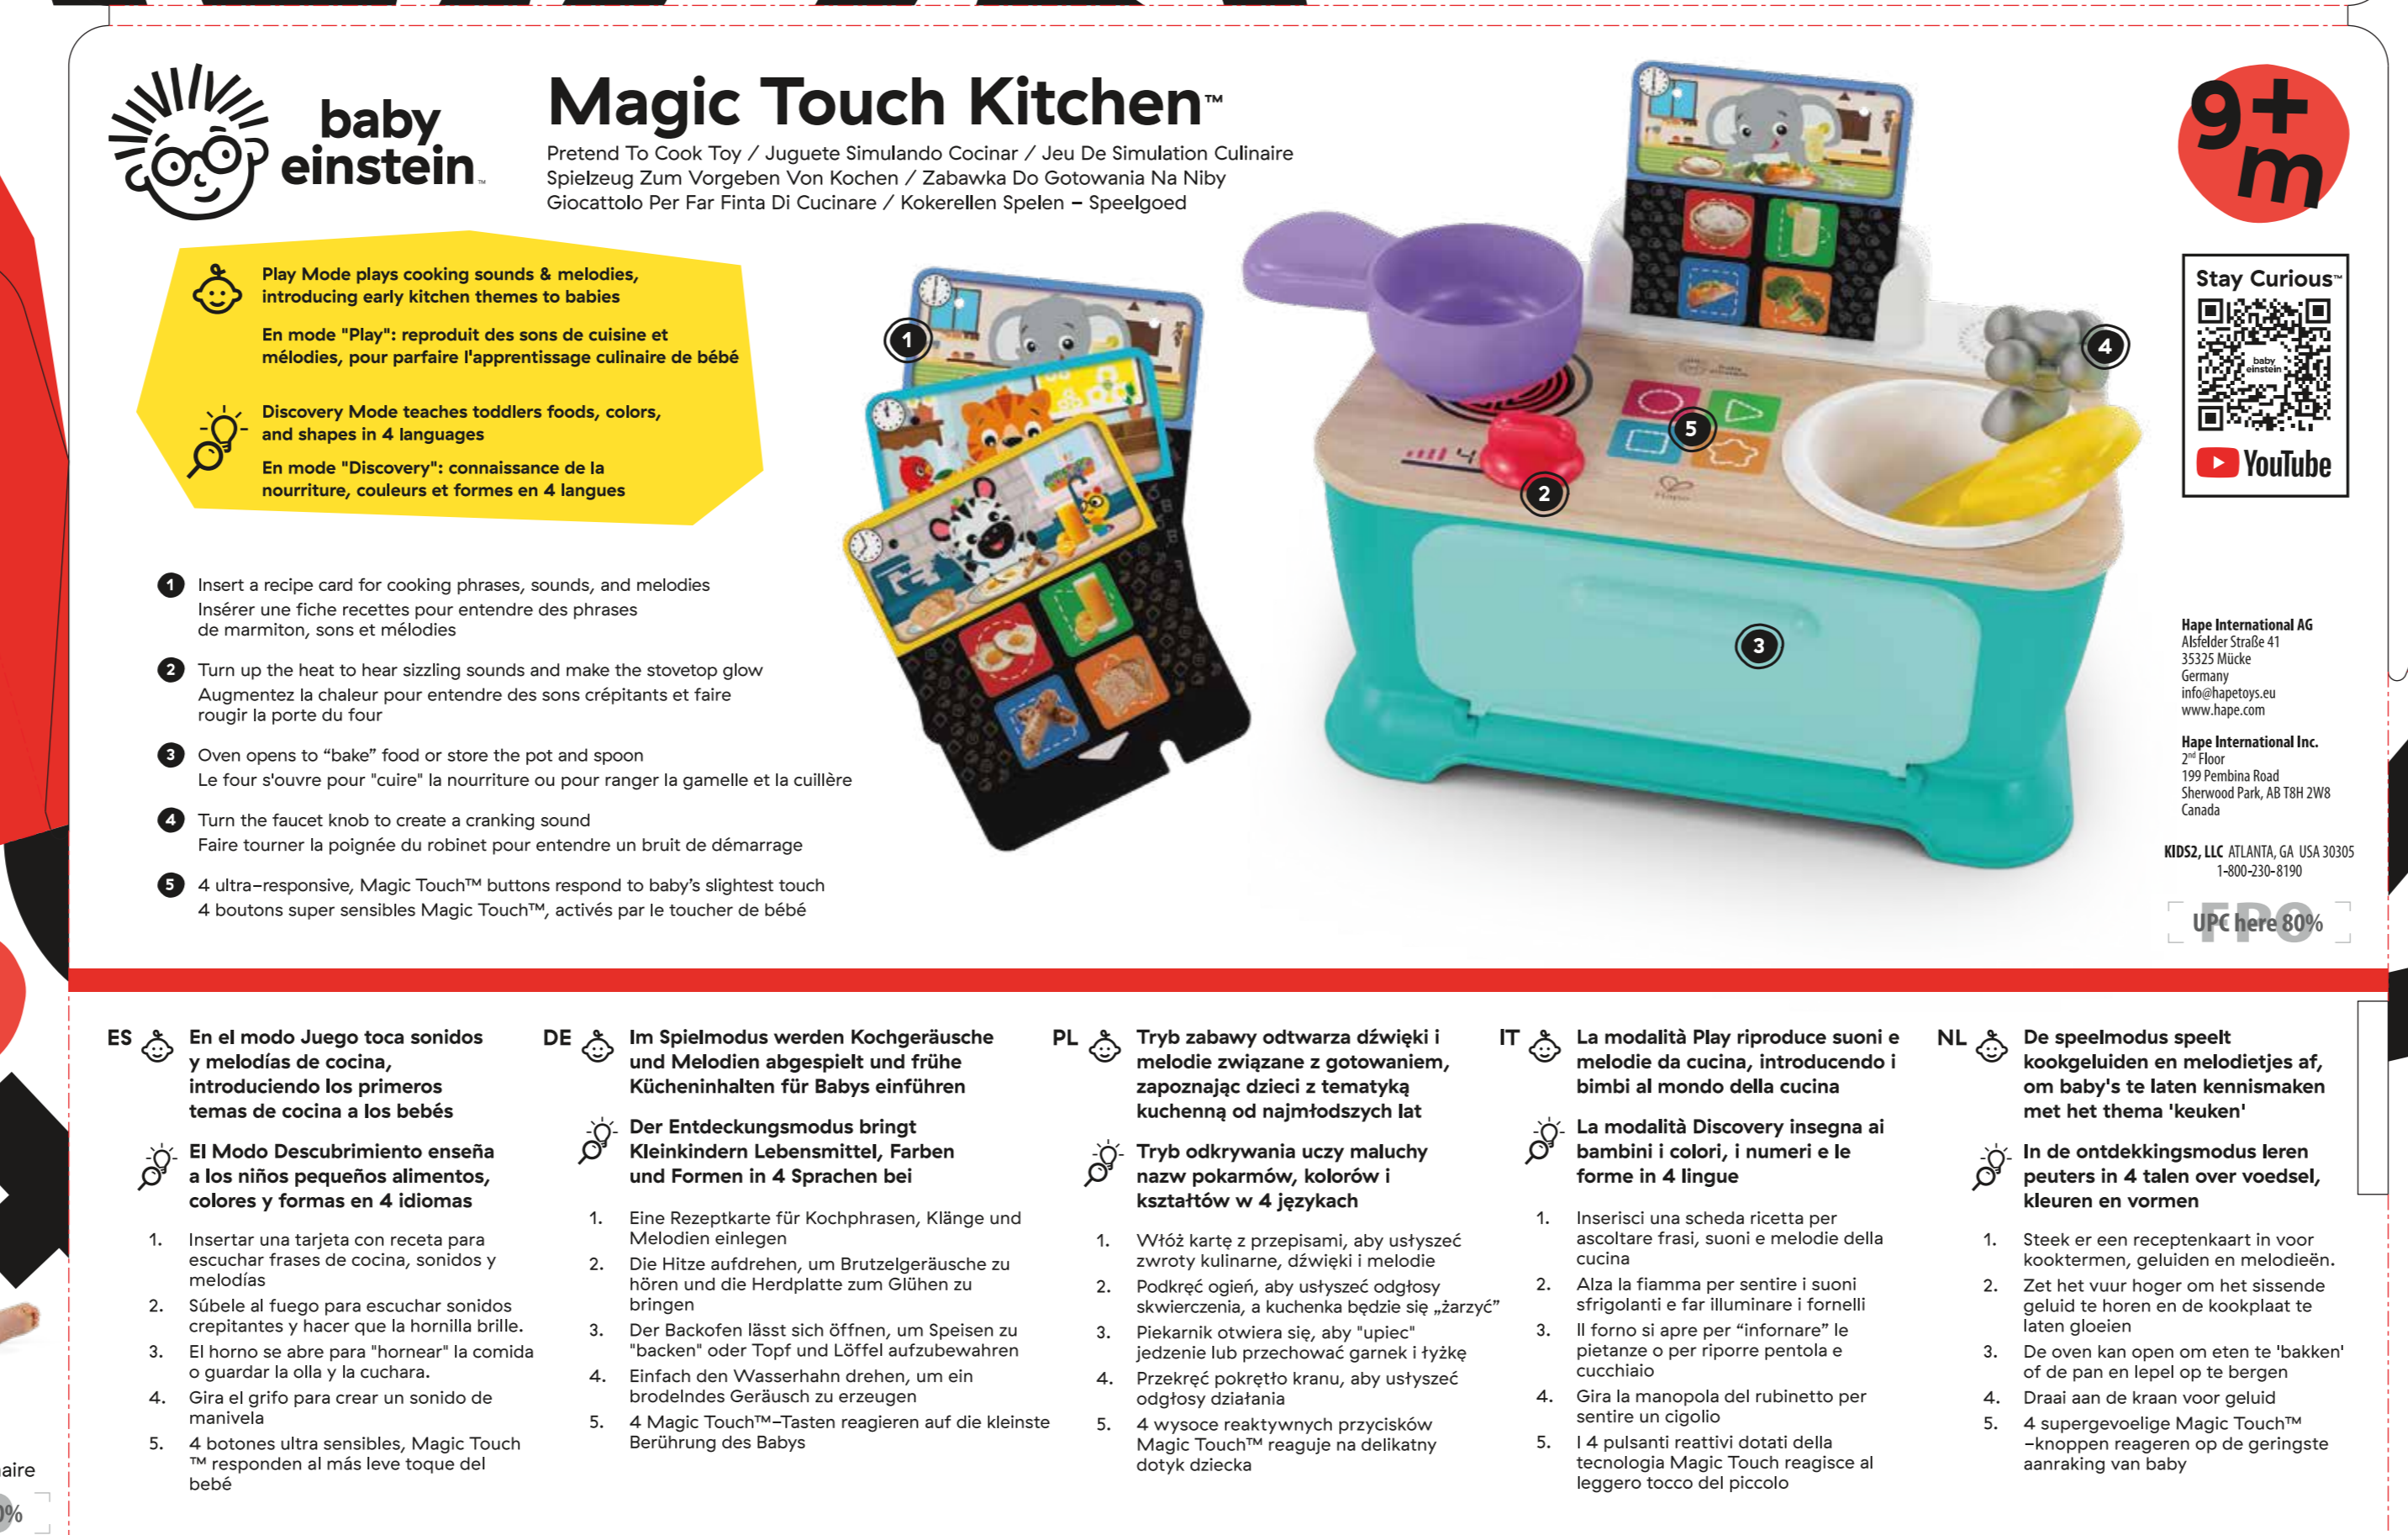 baby
einstein™
Magic Touch Kitchen™
Pretend To Cook Toy / Juguete Simulando Cocinar / Jeu De Simulation Culinaire
Spielzeug Zum Vorgeben Von Kochen / Zabawka Do Gotowania Na Niby
Giocattolo Per Far Finta Di Cucinare / Kokerellen Spelen – Speelgoed
9+
m
Play Mode plays cooking sounds & melodies,
introducing early kitchen themes to babies
En mode "Play": reproduit des sons de cuisine et
mélodies, pour parfaire l'apprentissage culinaire de bébé
Discovery Mode teaches toddlers foods, colors,
and shapes in 4 languages
En mode "Discovery": connaissance de la
nourriture, couleurs et formes en 4 langues
1 Insert a recipe card for cooking phrases, sounds, and melodies
Insérer une fiche recettes pour entendre des phrases
de marmiton, sons et mélodies
2 Turn up the heat to hear sizzling sounds and make the stovetop glow
Augmentez la chaleur pour entendre des sons crépitants et faire
rougir la porte du four
3 Oven opens to “bake” food or store the pot and spoon
Le four s'ouvre pour "cuire" la nourriture ou pour ranger la gamelle et la cuillère
4 Turn the faucet knob to create a cranking sound
Faire tourner la poignée du robinet pour entendre un bruit de démarrage
5 4 ultra-responsive, Magic Touch™ buttons respond to baby’s slightest touch
4 boutons super sensibles Magic Touch™, activés par le toucher de bébé
1
4
5
2
3
Hape
Stay Curious™
baby
einstein
YouTube
Hape International AG
Alsfelder Straße 41
35325 Mücke
Germany
info@hapetoys.eu
www.hape.com
Hape International Inc.
2nd Floor
199 Pembina Road
Sherwood Park, AB T8H 2W8
Canada
KIDS2, LLC ATLANTA, GA USA 30305
1-800-230-8190
FPO
UPC here 80%
ES
En el modo Juego toca sonidos
y melodías de cocina,
introduciendo los primeros
temas de cocina a los bebés
El Modo Descubrimiento enseña
a los niños pequeños alimentos,
colores y formas en 4 idiomas
1. Insertar una tarjeta con receta para
escuchar frases de cocina, sonidos y
melodías
2. Súbele al fuego para escuchar sonidos
crepitantes y hacer que la hornilla brille.
3. El horno se abre para "hornear" la comida
o guardar la olla y la cuchara.
4. Gira el grifo para crear un sonido de
manivela
5. 4 botones ultra sensibles, Magic Touch
™ responden al más leve toque del
bebé
DE
Im Spielmodus werden Kochgeräusche
und Melodien abgespielt und frühe
Kücheninhalten für Babys einführen
Der Entdeckungsmodus bringt
Kleinkindern Lebensmittel, Farben
und Formen in 4 Sprachen bei
1. Eine Rezeptkarte für Kochphrasen, Klänge und
Melodien einlegen
2. Die Hitze aufdrehen, um Brutzelgeräusche zu
hören und die Herdplatte zum Glühen zu
bringen
3. Der Backofen lässt sich öffnen, um Speisen zu
"backen" oder Topf und Löffel aufzubewahren
4. Einfach den Wasserhahn drehen, um ein
brodelndes Geräusch zu erzeugen
5. 4 Magic Touch™-Tasten reagieren auf die kleinste
Berührung des Babys
PL
Tryb zabawy odtwarza dźwięki i
melodie związane z gotowaniem,
zapoznając dzieci z tematyką
kuchenną od najmłodszych lat
Tryb odkrywania uczy maluchy
nazw pokarmów, kolorów i
kształtów w 4 językach
1. Włóż kartę z przepisami, aby usłyszeć
zwroty kulinarne, dźwięki i melodie
2. Podkręć ogień, aby usłyszeć odgłosy
skwierczenia, a kuchenka będzie się „żarzyć”
3. Piekarnik otwiera się, aby "upiec"
jedzenie lub przechować garnek i łyżkę
4. Przekręć pokrętło kranu, aby usłyszeć
odgłosy działania
5. 4 wysoce reaktywnych przycisków
Magic Touch™ reaguje na delikatny
dotyk dziecka
IT
La modalità Play riproduce suoni e
melodie da cucina, introducendo i
bimbi al mondo della cucina
La modalità Discovery insegna ai
bambini i colori, i numeri e le
forme in 4 lingue
1. Inserisci una scheda ricetta per
ascoltare frasi, suoni e melodie della
cucina
2. Alza la fiamma per sentire i suoni
sfrigolanti e far illuminare i fornelli
3. Il forno si apre per “infornare” le
pietanze o per riporre pentola e
cucchiaio
4. Gira la manopola del rubinetto per
sentire un cigolio
5. I 4 pulsanti reattivi dotati della
tecnologia Magic Touch reagisce al
leggero tocco del piccolo
NL
De speelmodus speelt
kookgeluiden en melodietjes af,
om baby's te laten kennismaken
met het thema 'keuken'
In de ontdekkingsmodus leren
peuters in 4 talen over voedsel,
kleuren en vormen
1. Steek er een receptenkaart in voor
kooktermen, geluiden en melodieën.
2. Zet het vuur hoger om het sissende
geluid te horen en de kookplaat te
laten gloeien
3. De oven kan open om eten te 'bakken'
of de pan en lepel op te bergen
4. Draai aan de kraan voor geluid
5. 4 supergevoelige Magic Touch™
-knoppen reageren op de geringste
aanraking van baby
aire
0%